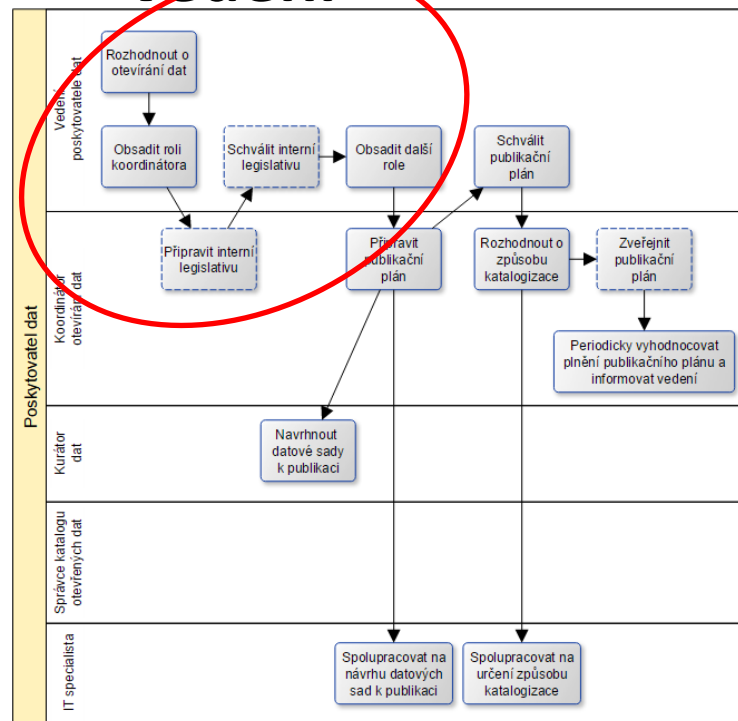 Poskytovatel dat
Vedení
poskytovatele dat
Rozhodnout o
otevírání dat
Obsadit roli
koordinátora
Schválit interní
legislativu
Obsadit další
role
Schválit
publikační
plán
Koordinátor
otevírání dat
Připravit interní
legislativu
Připravit
publikační
plán
Rozhodnout o
způsobu
katalogizace
Zveřejnit
publikační
plán
Periodicky vyhodnocovat
plnění publikačního plánu a
informovat vedení
Kurátor
dat
Navrhnout
datové sady
k publikaci
Správce katalogu
otevřených dat
IT specialista
Spolupracovat na
návrhu datových
sad k publikaci
Spolupracovat na
určení způsobu
katalogizace